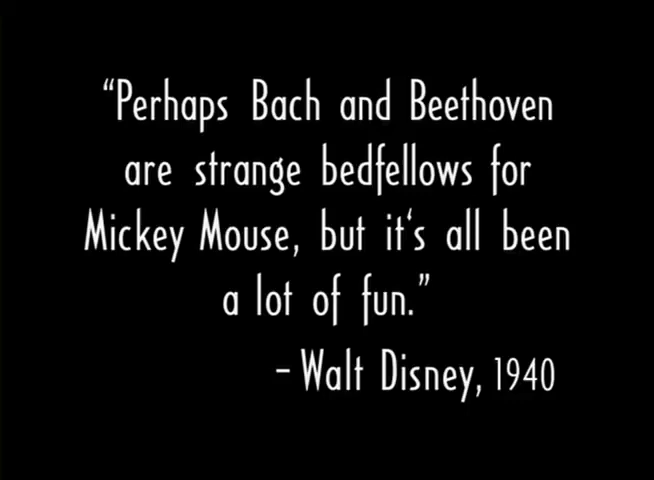 “Perhaps Bach and Beethoven
are strange bedfellows for
Mickey Mouse, but it‘s all been
a lot of fun.”
– Walt Disney, 1940